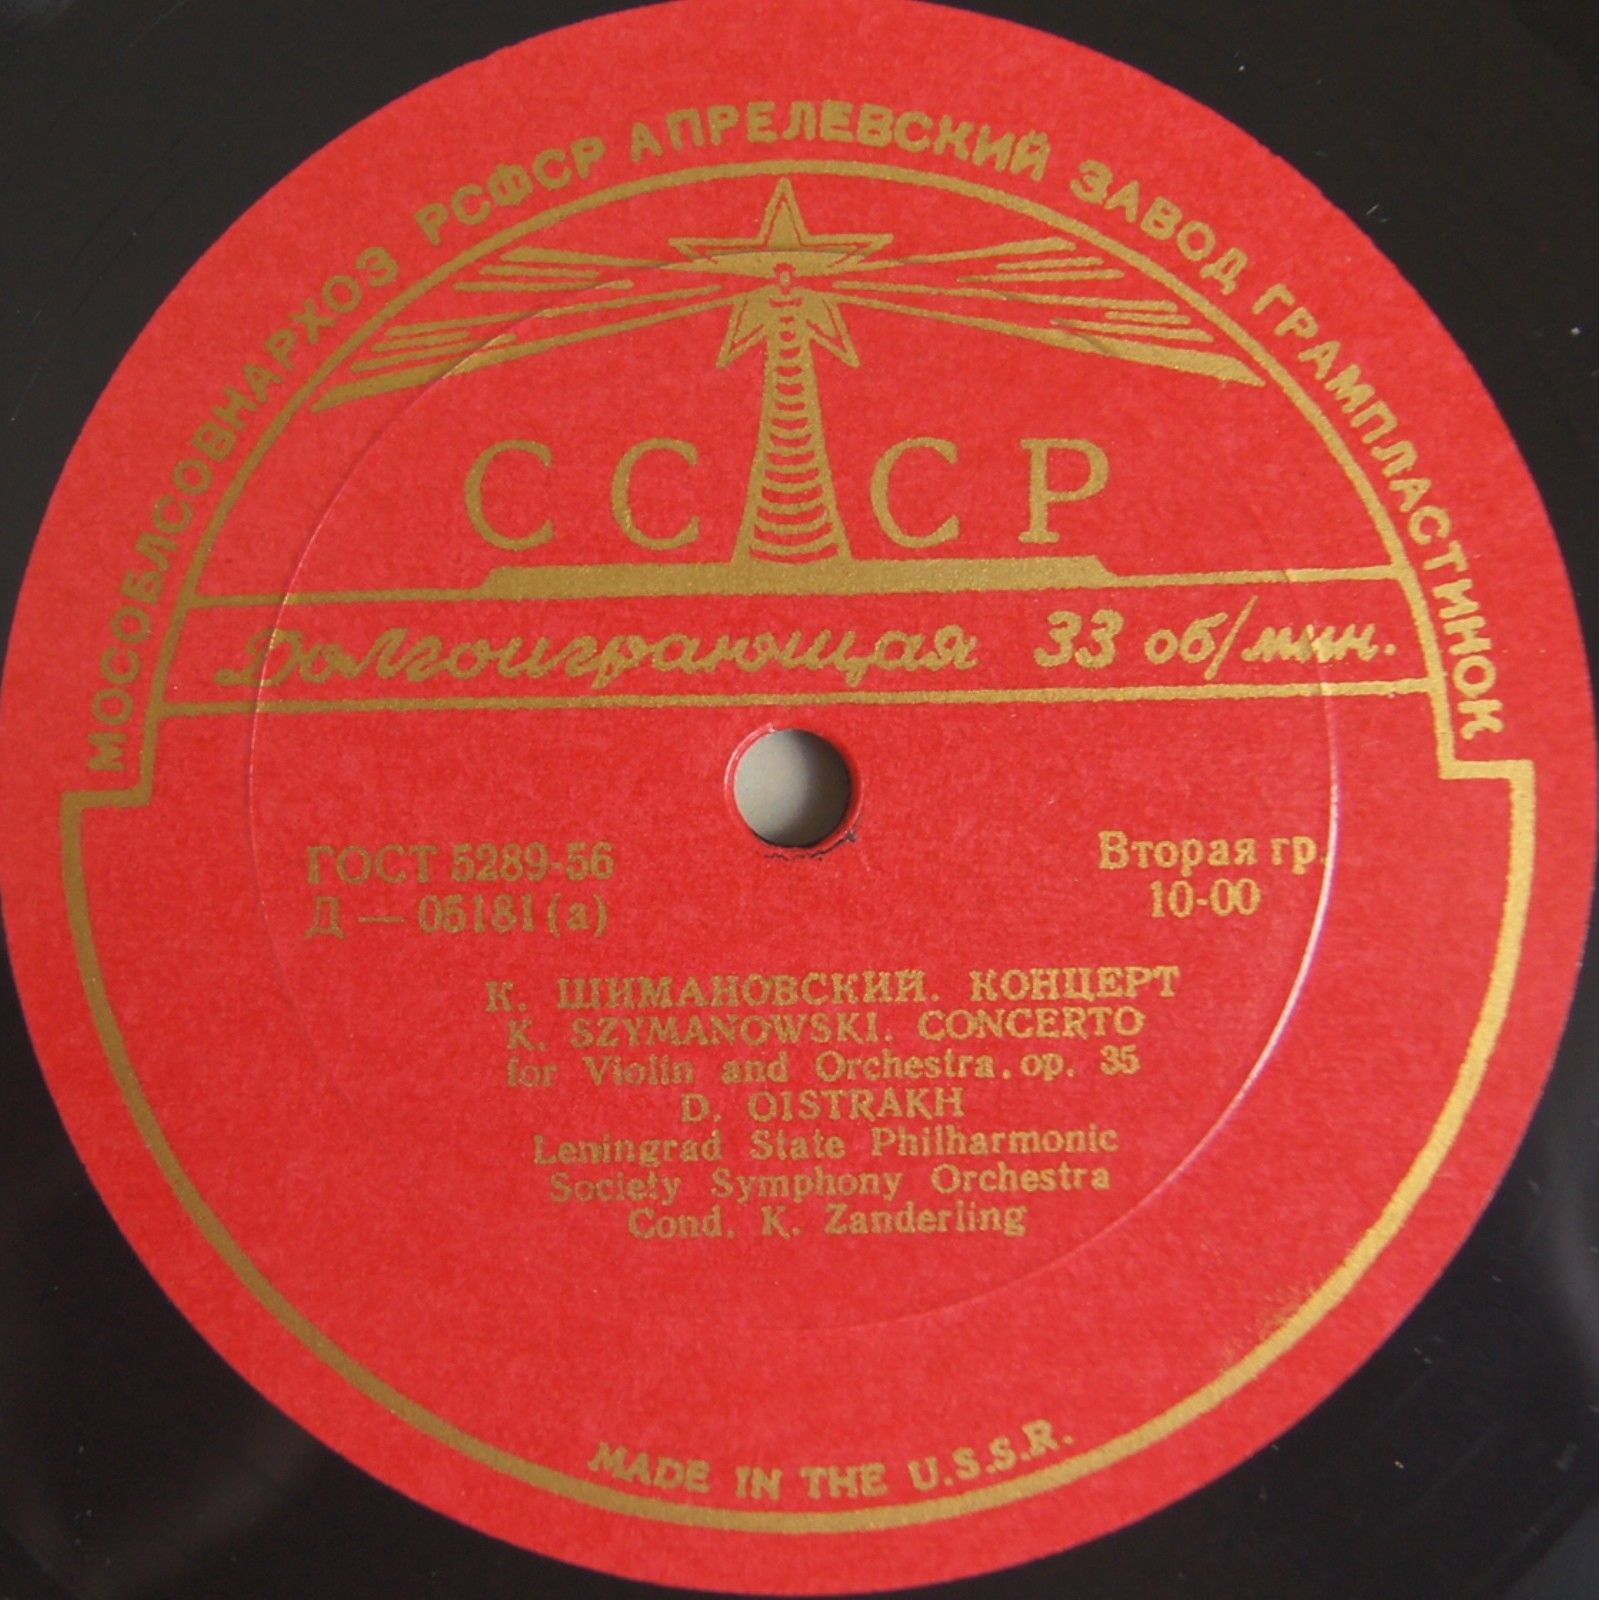 МОСОБЛСОВНАРХОЗ РСФСР АПРЕЛЕВСКИЙ ЗАВОД ГРАМПЛАСТИНОК
СССР
Долгоиграющая 33 об/мин.
ГОСТ 5289-56
Д — 05181 (а)
Вторая гр.
10-00
К. ШИМАНОВСКИЙ. КОНЦЕРТ
K. SZYMANOWSKI. CONCERTO
for Violin and Orchestra, op. 35
D. OISTRAKH
Leningrad State Philharmonic
Society Symphony Orchestra
Cond. K. Zanderling
MADE IN THE U.S.S.R.